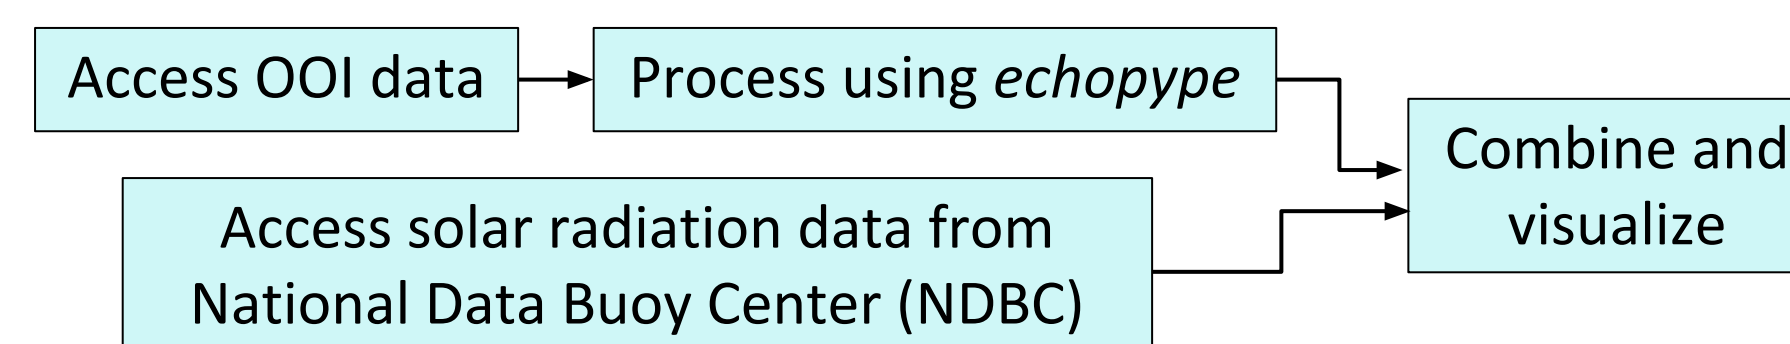 Access OOI data
Process using echopype
Combine and
visualize
Access solar radiation data from
National Data Buoy Center (NDBC)